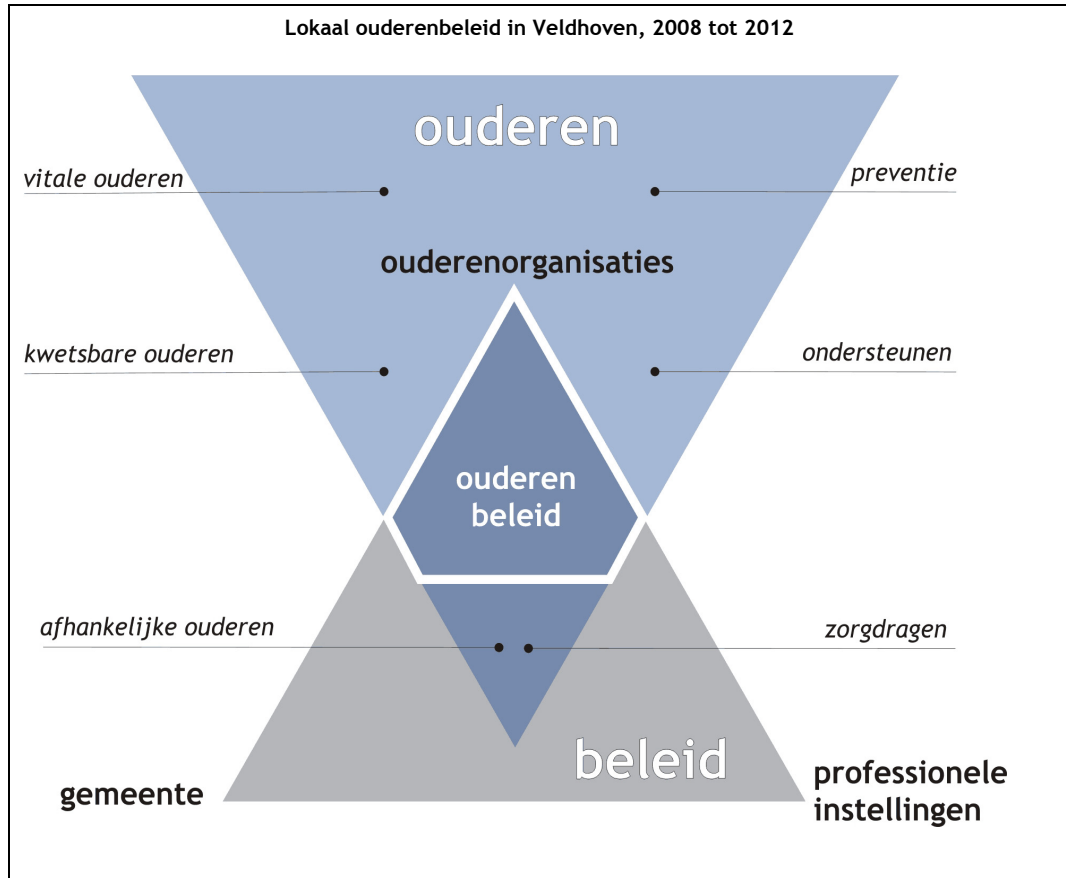 Lokaal ouderenbeleid in Veldhoven, 2008 tot 2012
ouderen
vitale ouderen
preventie
ouderenorganisaties
kwetsbare ouderen
ondersteunen
ouderen
beleid
afhankelijke ouderen
zorgdragen
beleid
gemeente
professionele
instellingen